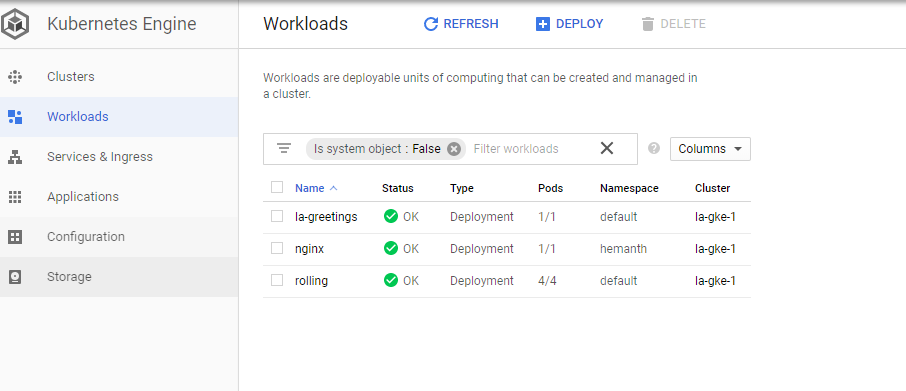 Kubernetes Engine
Workloads REFRESH DEPLOY DELETE
Clusters
Workloads
Services & Ingress
Applications
Configuration
Storage
Workloads are deployable units of computing that can be created and managed in
a cluster.
Is system object : False Filter workloads Columns
Name Status Type Pods Namespace Cluster
la-greetings OK Deployment 1/1 default la-gke-1
nginx OK Deployment 1/1 hemanth la-gke-1
rolling OK Deployment 4/4 default la-gke-1